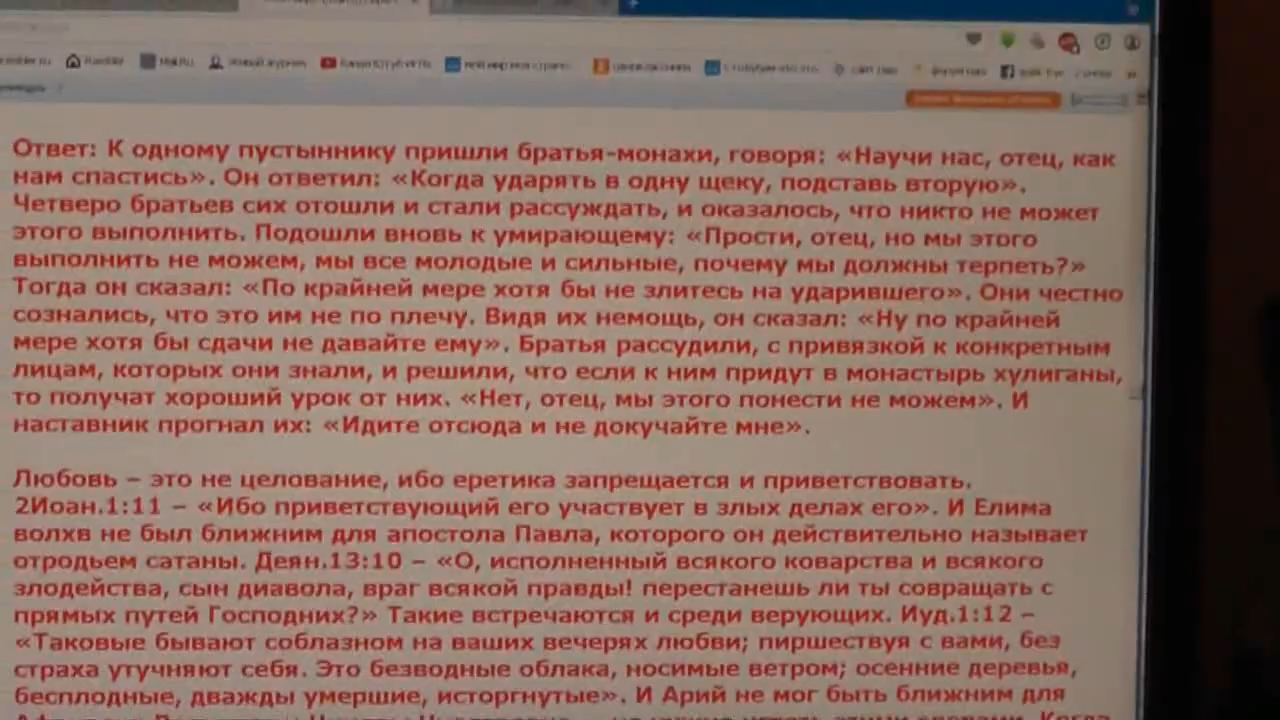 Ответ: К одному пустыннику пришли братья-монахи, говоря: «Научи нас, отец, как
нам спастись». Он ответил: «Когда ударять в одну щеку, подставь вторую».
Четверо братьев сих отошли и стали рассуждать, и оказалось, что никто не может
этого выполнить. Подошли вновь к умирающему: «Прости, отец, но мы этого
выполнить не можем, мы все молодые и сильные, почему мы должны терпеть?»
Тогда он сказал: «По крайней мере хотя бы не злитесь на ударившего». Они честно
сознались, что это им не по плечу. Видя их немощь, он сказал: «Ну по крайней
мере хотя бы сдачи не давайте ему». Братья рассудили, с привязкой к конкретным
лицам, которых они знали, и решили, что если к ним придут в монастырь хулиганы,
то получат хороший урок от них. «Нет, отец, мы этого понести не можем». И
наставник прогнал их: «Идите отсюда и не докучайте мне».
Любовь – это не целование, ибо еретика запрещается и приветствовать.
2Иоан.1:11 – «Ибо приветствующий его участвует в злых делах его». И Елима
волхв не был ближним для апостола Павла, которого он действительно называет
отродьем сатаны. Деян.13:10 – «О, исполненный всякого коварства и всякого
злодейства, сын диавола, враг всякой правды! перестанешь ли ты совращать с
прямых путей Господних?» Такие встречаются и среди верующих. Иуд.1:12 –
«Таковые бывают соблазном на ваших вечерях любви; пиршествуя с вами, без
страха утучняют себя. Это безводные облака, носимые ветром; осенние деревья,
бесплодные, дважды умершие, исторгнутые». И Арий не мог быть ближним для